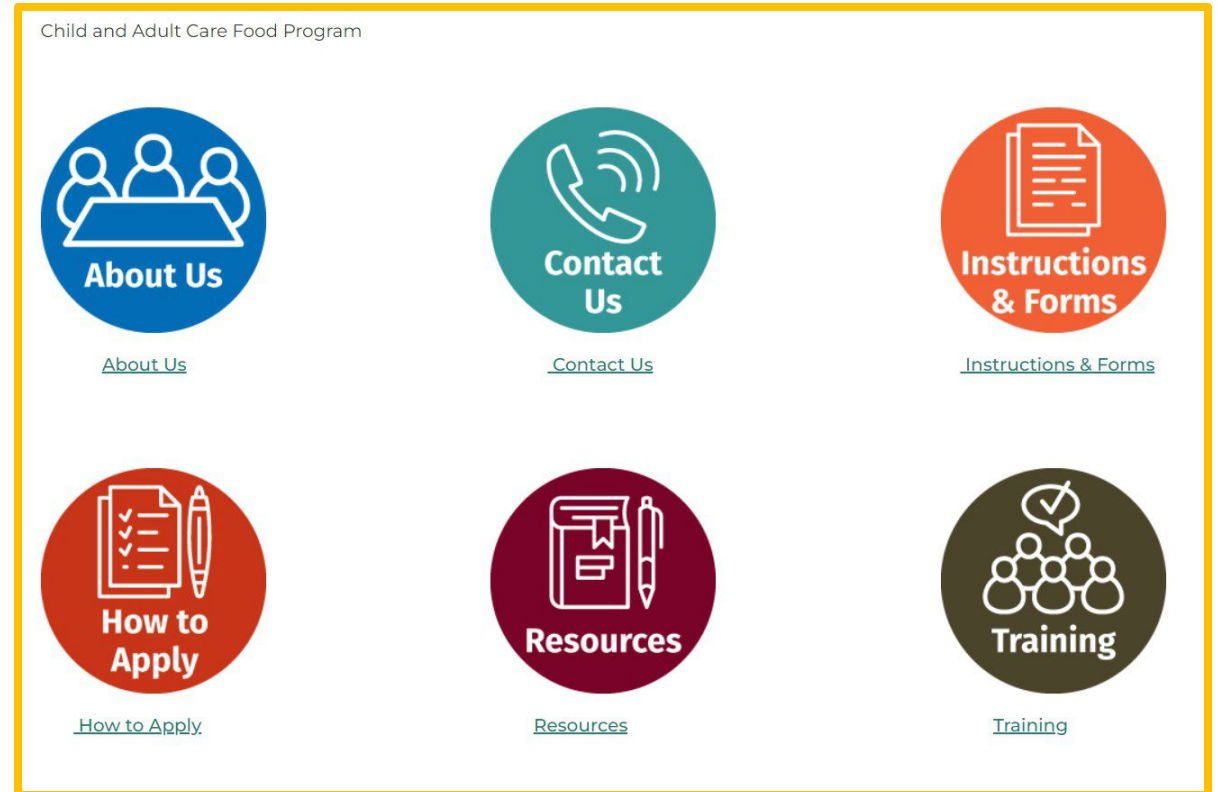 Child and Adult Care Food Program
About Us
Contact
Us
Instructions
& Forms
About Us
Contact Us
Instructions & Forms
How to
Apply
Resources
Training
How to Apply
Resources
Training